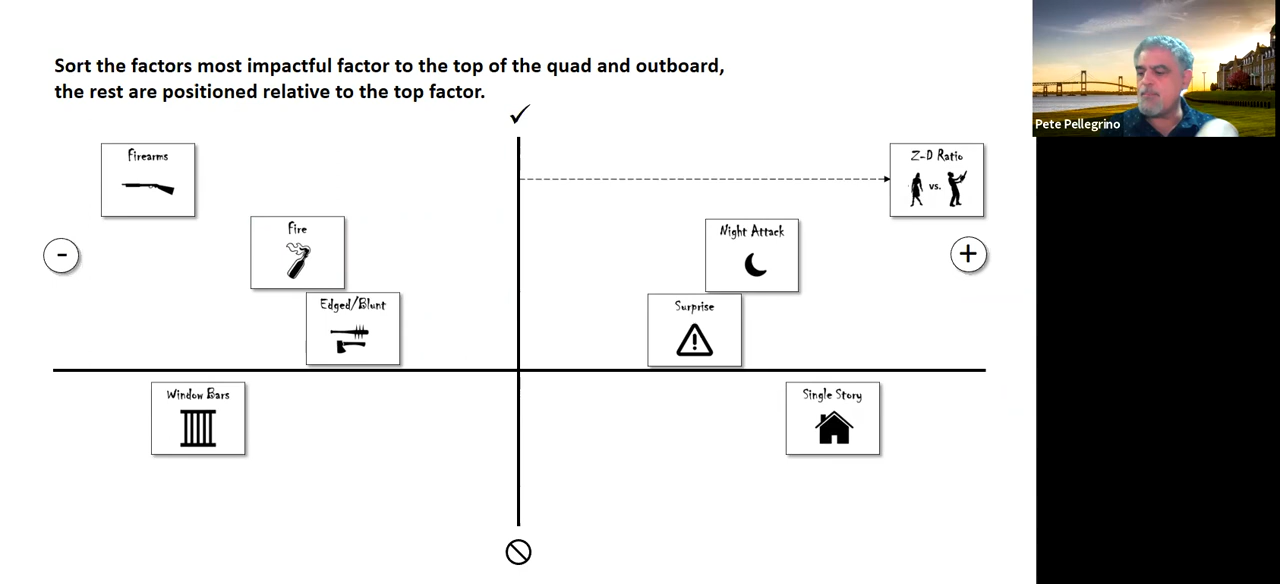 Sort the factors most impactful factor to the top of the quad and outboard,
the rest are positioned relative to the top factor.
Firearms
Z-D Ratio
vs.
Fire
Night Attack
-
+
Edged/Blunt
Surprise
Window Bars
Single Story
Pete Pellegrino